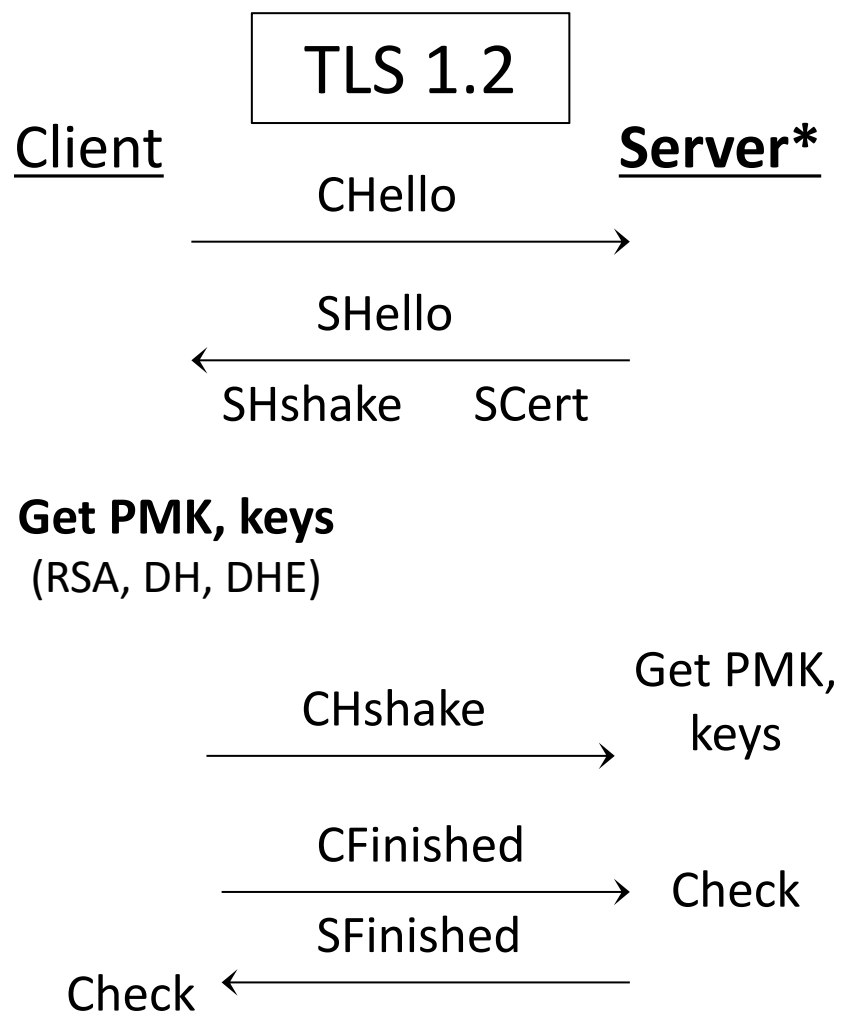 TLS 1.2
Client
Server*
CHello
SHello
SHshake SCert
Get PMK, keys
(RSA, DH, DHE)
CHshake
Get PMK,
keys
CFinished
Check
SFinished
Check